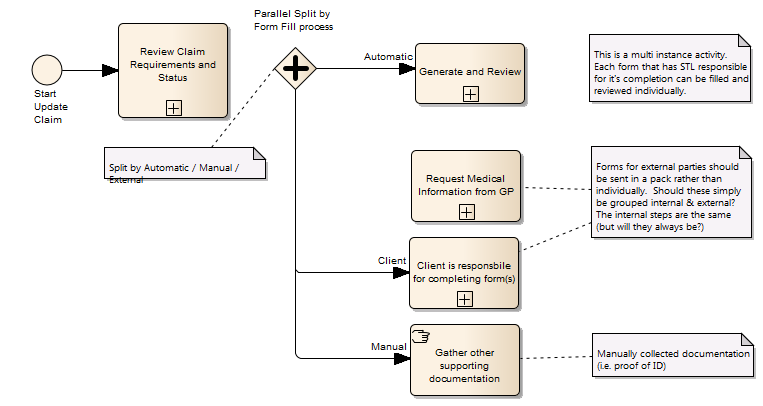 Parallel Split by
Form Fill process
Start
Update
Claim
Review Claim
Requirements and
Status
Automatic
Generate and Review
This is a multi instance activity.
Each form that has STL responsible
for it's completion can be filled and
reviewed individually.
Split by Automatic / Manual /
External
Request Medical
Information from GP
Forms for external parties should
be sent in a pack rather than
individually. Should these simply
be grouped internal & external?
The internal steps are the same
(but will they always be?)
Client
Client is responsbile
for completing form(s)
Manual
Gather other
supporting
documentation
Manually collected documentation
(i.e. proof of ID)